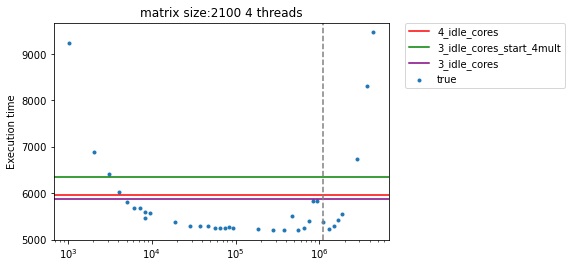 matrix size:2100 4 threads
Execution time
9000
8000
7000
6000
5000
10³
10⁴
10⁵
10⁶
4_idle_cores
3_idle_cores_start_4mult
3_idle_cores
true